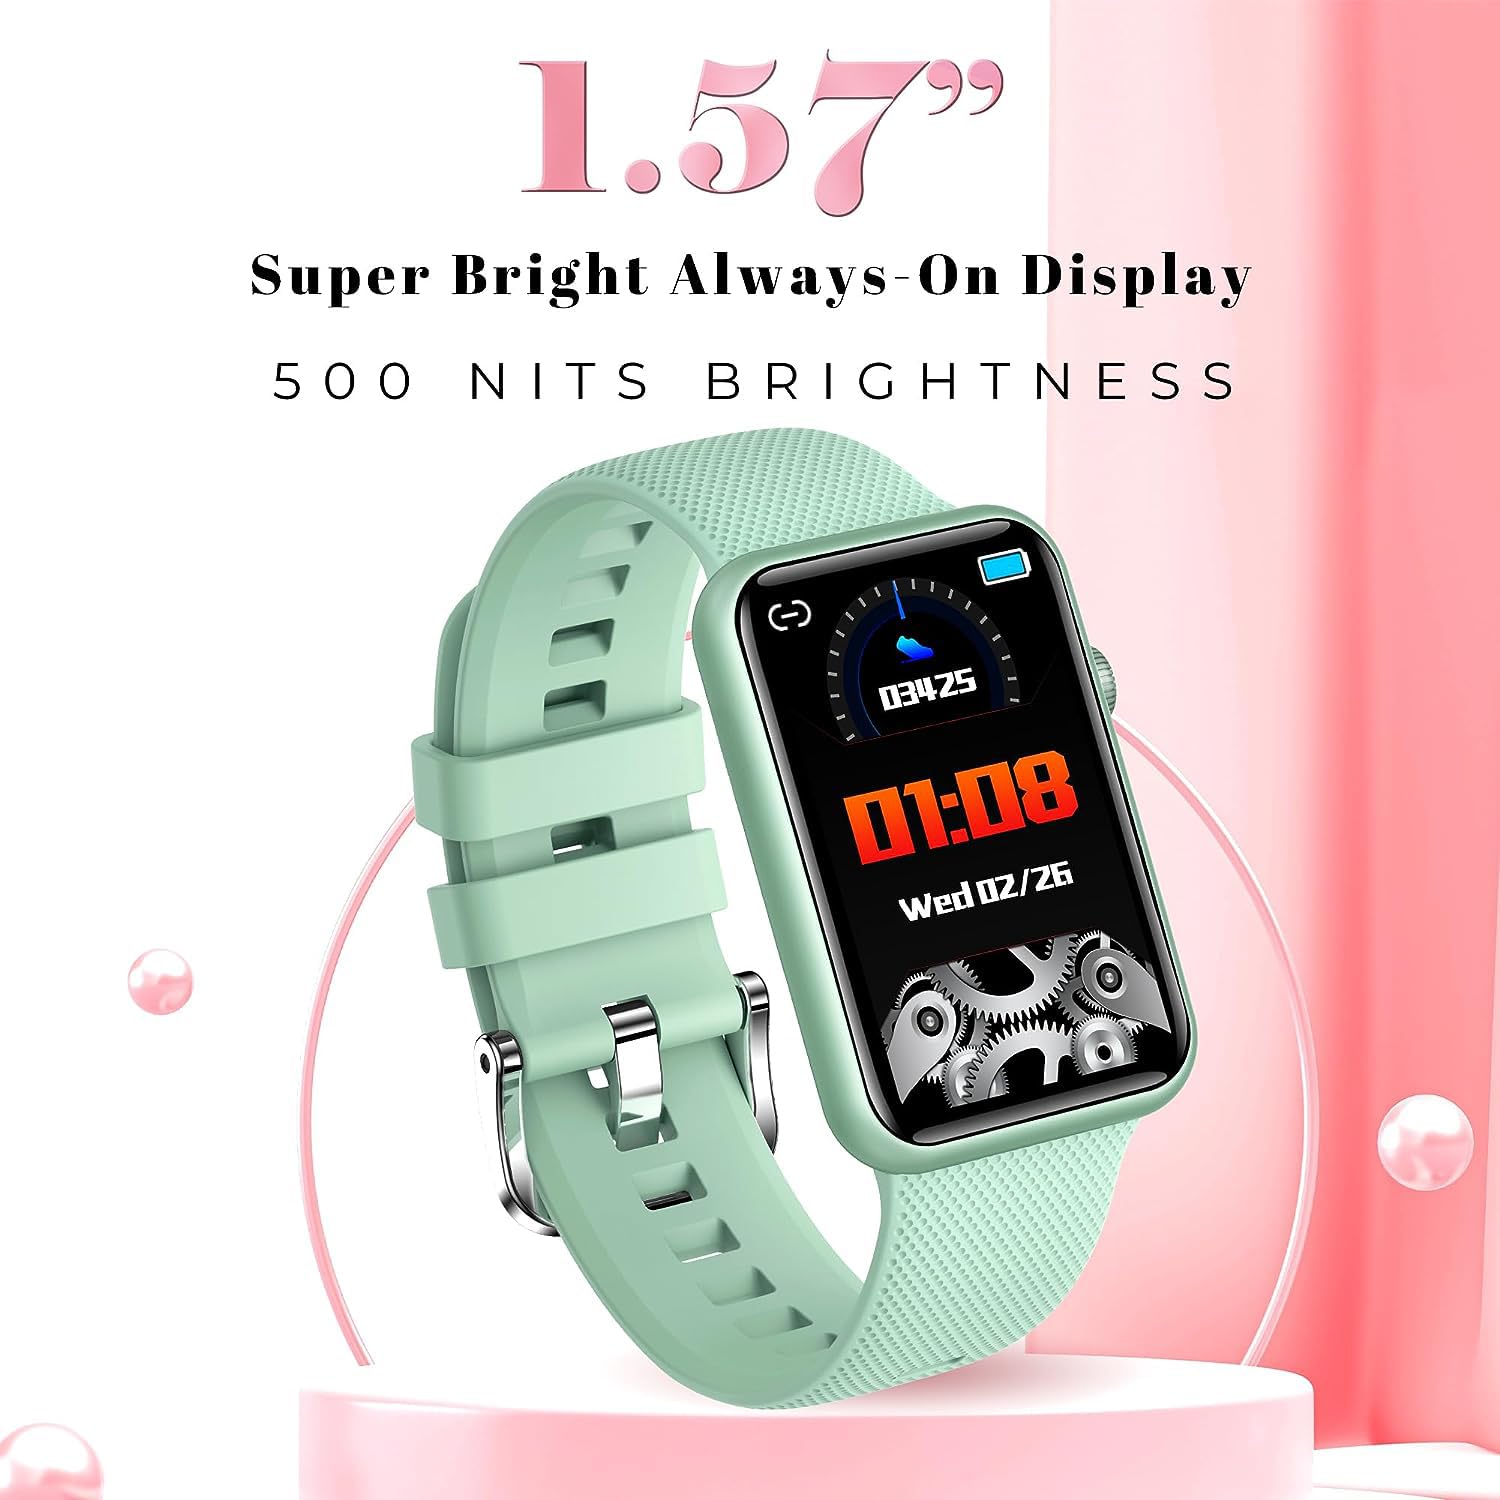 1.57”
Super Bright Always-On Display
500 NITS BRIGHTNESS
03425
01:08
Wed 02/26